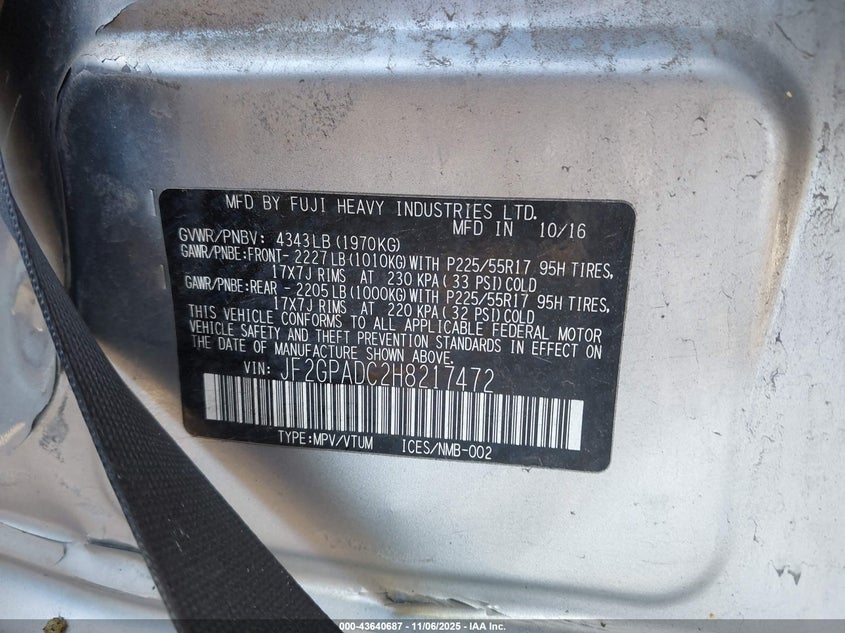 MFD BY FUJI HEAVY INDUSTRIES LTD.
MFD IN 10/16
GVWR/PNBV: 4343LB(1970KG)
GAWR/PNBE:FRONT- 2227LB(1010KG)WITH P225/55R17 95H TIRES,
17X7J RIMS AT 230 KPA( 33 PSI)COLD
GAWR/PNBE:REAR - 2205LB(1000KG)WITH P225/55R17 95H TIRES,
17X7J RIMS AT 220 KPA( 32 PSI)COLD
THIS VEHICLE CONFORMS TO ALL APPLICABLE FEDERAL MOTOR
VEHICLE SAFETY AND THEFT PREVENTION STANDARDS IN EFFECT ON
THE DATE OF MANUFACTURE SHOWN ABOVE.
VIN: JF2GPADC2H8217472
TYPE:MPV/VTUM ICES/NMB-002
000-43640687 - 11/06/2025 - IAA Inc.